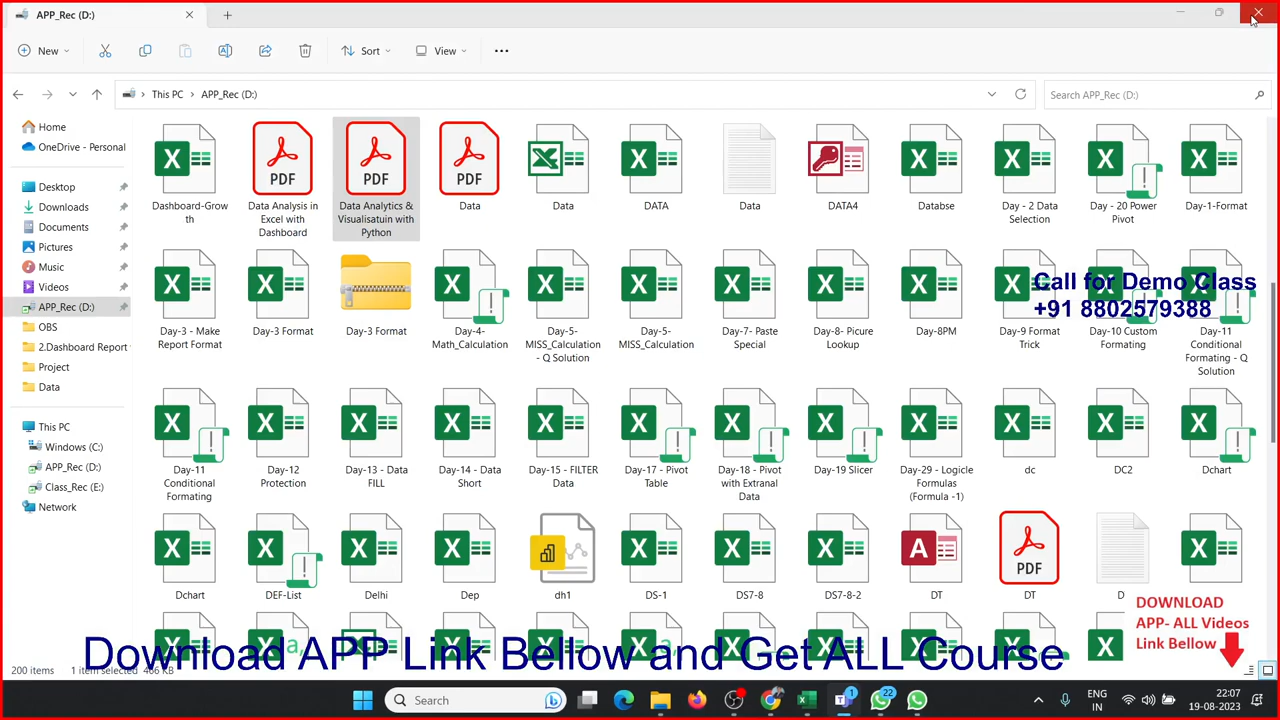 APP_Rec (D:)
New
Sort
View
This PC
APP_Rec (D:)
Search APP_Rec (D:)
Home
OneDrive - Personal
Desktop
Downloads
Documents
Pictures
Music
Videos
APP_Rec (D:)
OBS
2.Dashboard Report
Project
Data
This PC
Windows (C:)
APP_Rec (D:)
Class_Rec (E:)
Network
Dashboard-Grow
th
Data Analysis in
Excel with
Dashboard
Data Analytics &
Visualisatuin with
Python
Data
Data
DATA
Data
DATA4
Databse
Day - 2 Data
Selection
Day - 20 Power
Pivot
Day-1-Format
Day-3 - Make
Report Format
Day-3 Format
Day-3 Format
Day-4-
Math_Calculation
Day-5-
MISS_Calculation
- Q Solution
Day-5-
MISS_Calculation
Day-7- Paste
Special
Day-8- Picure
Lookup
Day-8PM
Day-9 Format
Trick
Day-10 Custom
Formating
Day-11
Conditional
Formating - Q
Solution
Call for Demo Class
+91 8802579388
Day-11
Conditional
Formating
Day-12
Protection
Day-13 - Data
FILL
Day-14 - Data
Short
Day-15 - FILTER
Data
Day-17 - Pivot
Table
Day-18 - Pivot
with Extranal
Data
Day-19 Slicer
Day-29 - Logicle
Formulas
(Formula -1)
dc
DC2
Dchart
Dchart
DEF-List
Delhi
Dep
dh1
DS-1
DS7-8
DS7-8-2
DT
DT
DOWNLOAD
APP- ALL Videos
Link Bellow
Download APP Link Bellow and Get ALL Course
200 items
1 item selected
466 KB
Search
1
22
ENG
IN
22:07
19-08-2023